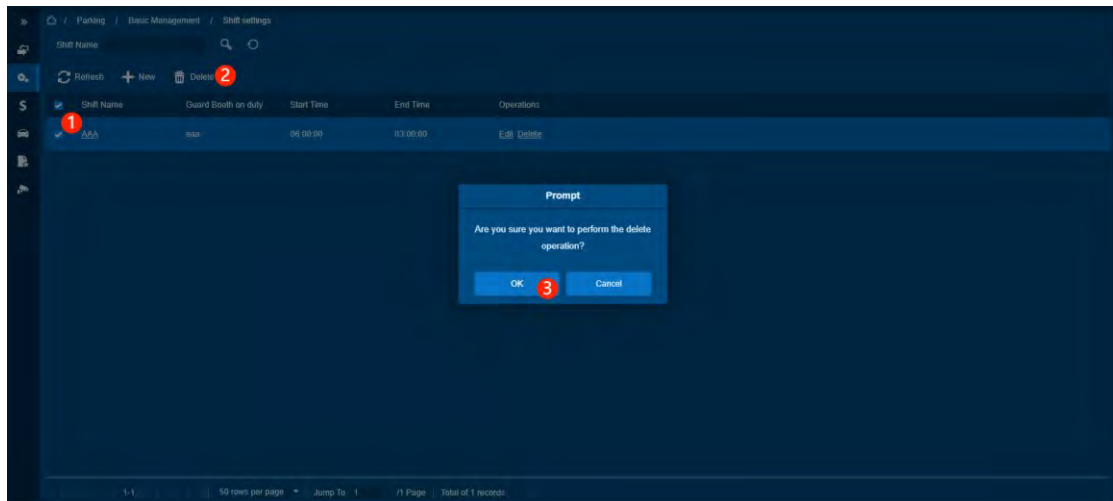 / Parking / Basic Management / Shift settings
Shift Name
Refresh New Delete 2
Shift Name Guard Booth on duty Start Time End Time Operations
1
AAA aaa 06:00:00 03:00:00 Edit Delete
Prompt
Are you sure you want to perform the delete
operation?
OK 3 Cancel
1-1 50 rows per page Jump To 1 /1 Page Total of 1 records